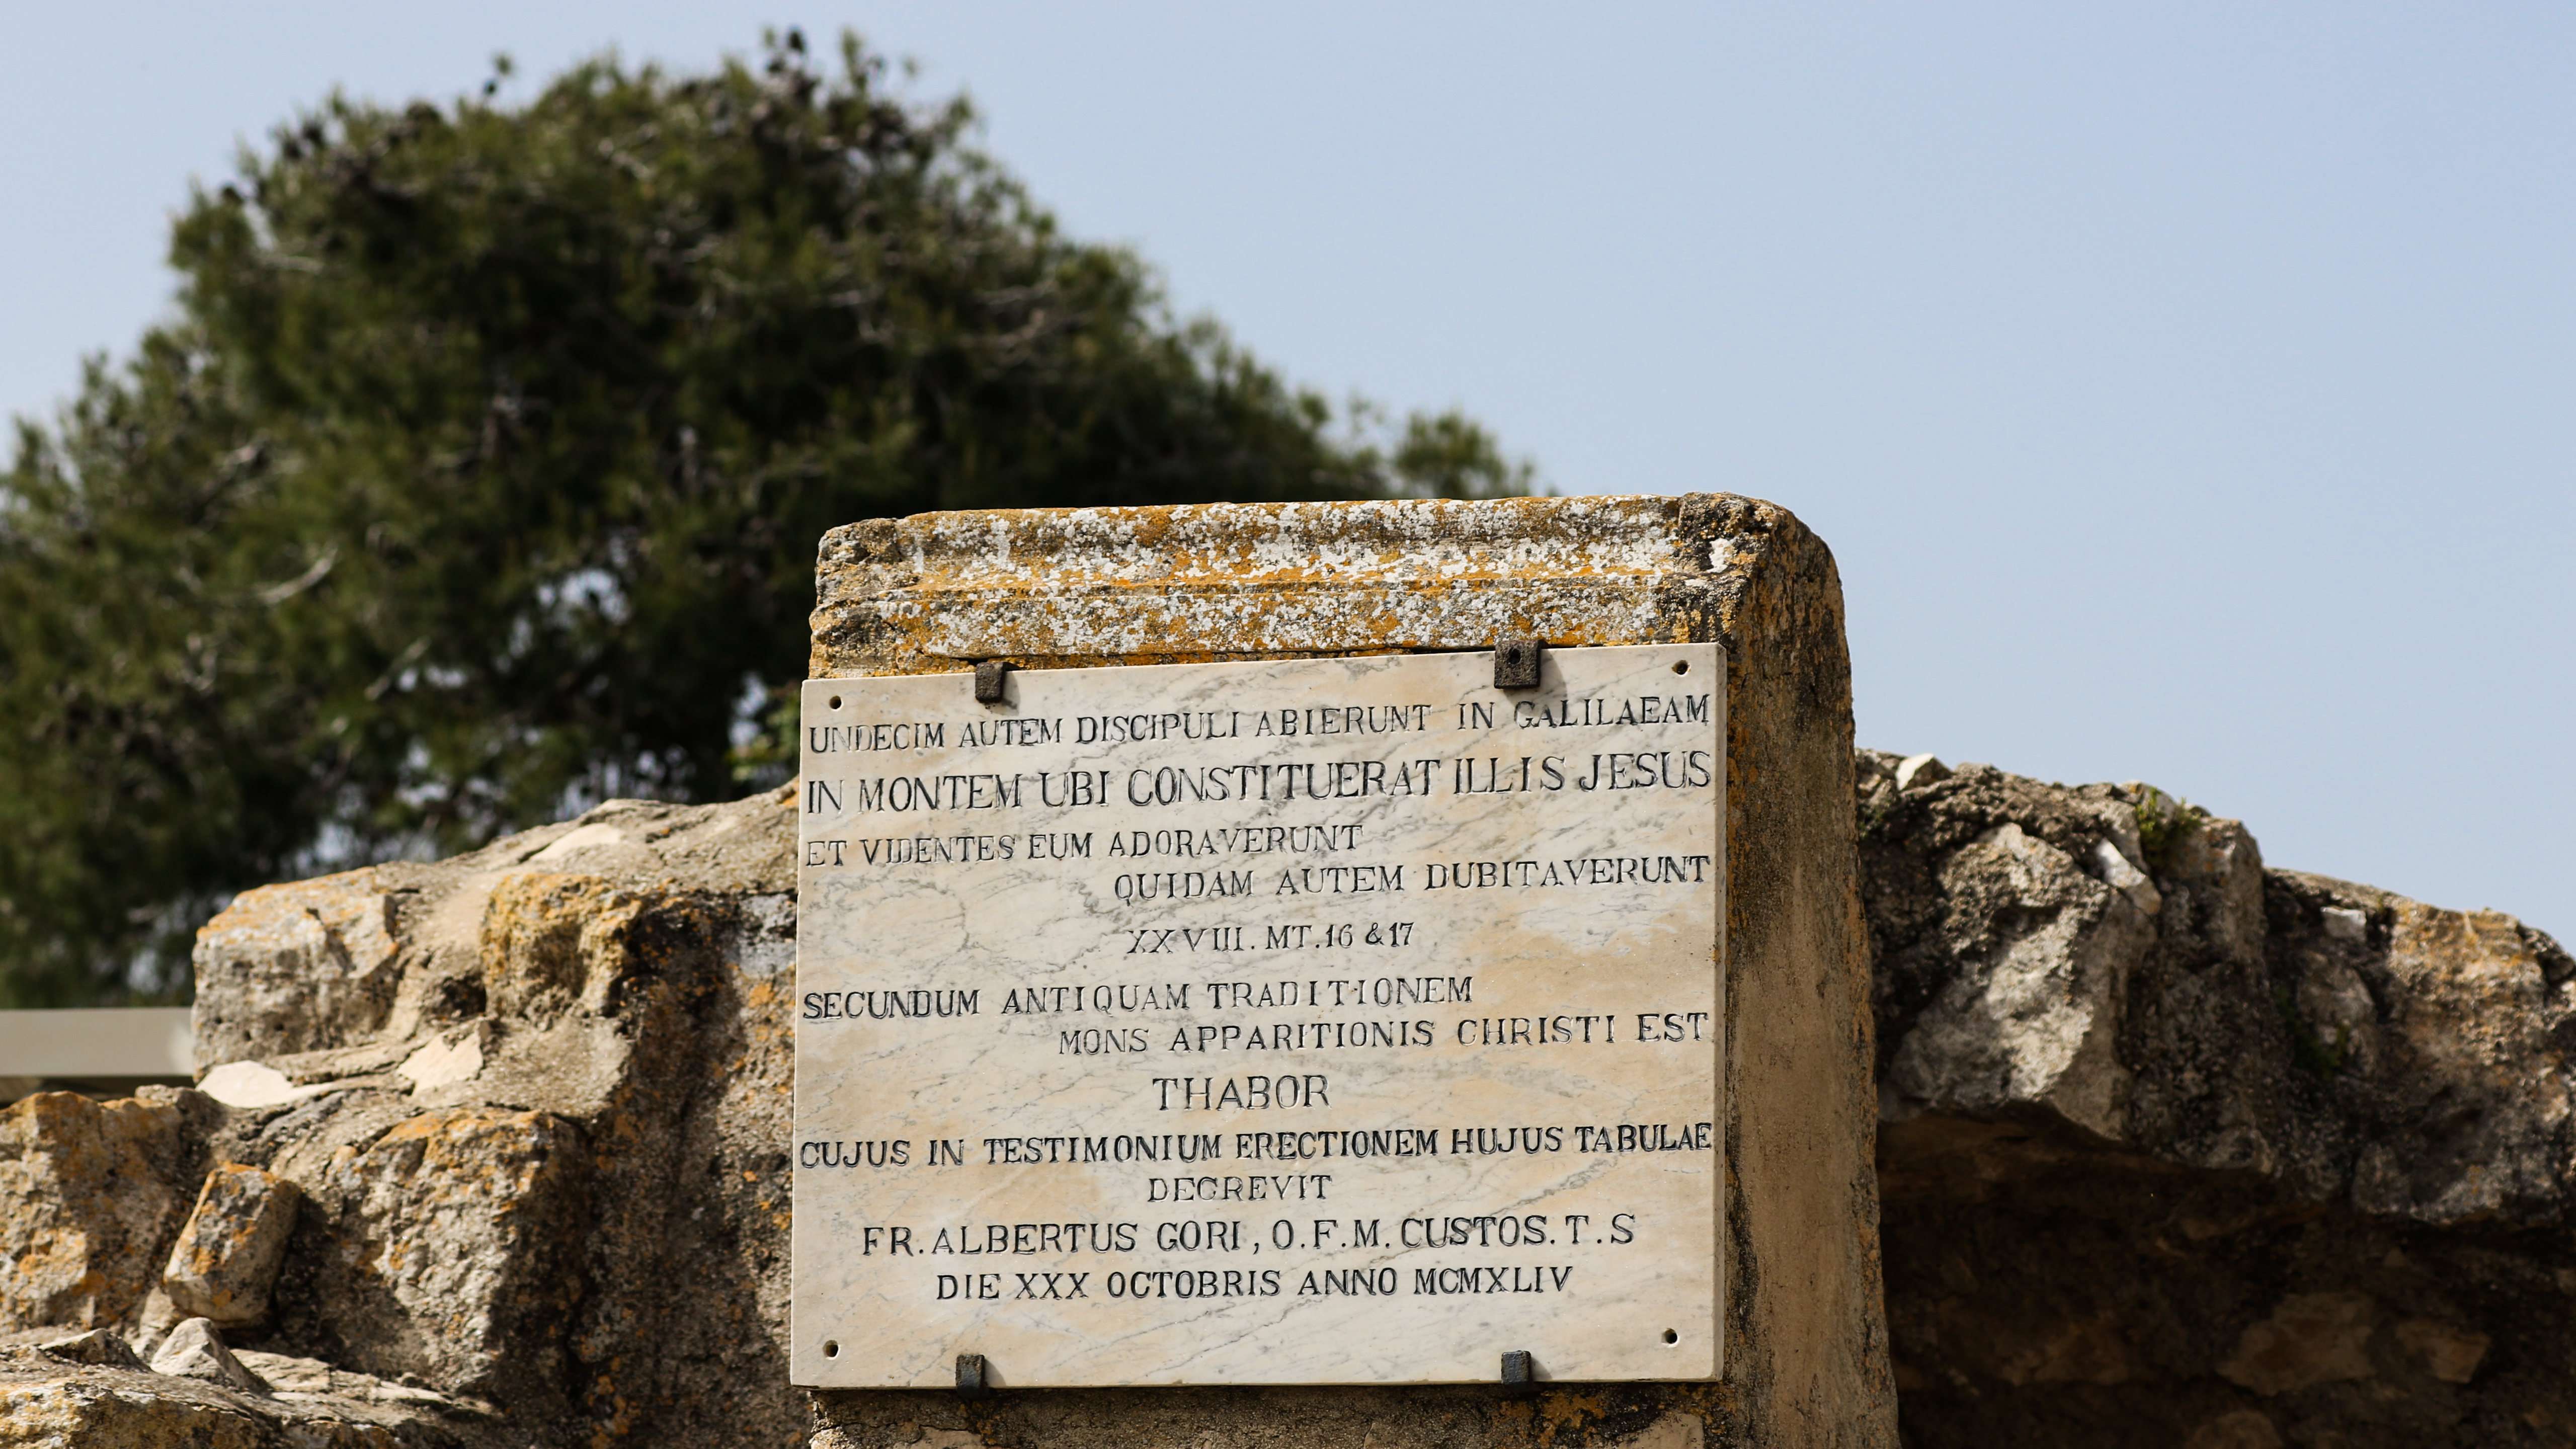 UNDECIM AUTEM DISCIPULI ABIERUNT IN GALILAEAM
IN MONTEM UBI CONSTITUERAT ILLIS JESUS
ET VIDENTES EUM ADORAVERUNT
QUIDAM AUTEM DUBITAVERUNT
XXVIII. MT. 16 & 17
SECUNDUM ANTIQUAM TRADITIONEM
MONS APPARITIONIS CHRISTI EST
THABOR
CUJUS IN TESTIMONIUM ERECTIONEM HUJUS TABULAE
DECREVIT
FR. ALBERTUS GORI, O.F.M. CUSTOS. T. S
DIE XXX OCTOBRIS ANNO MCMXLIV